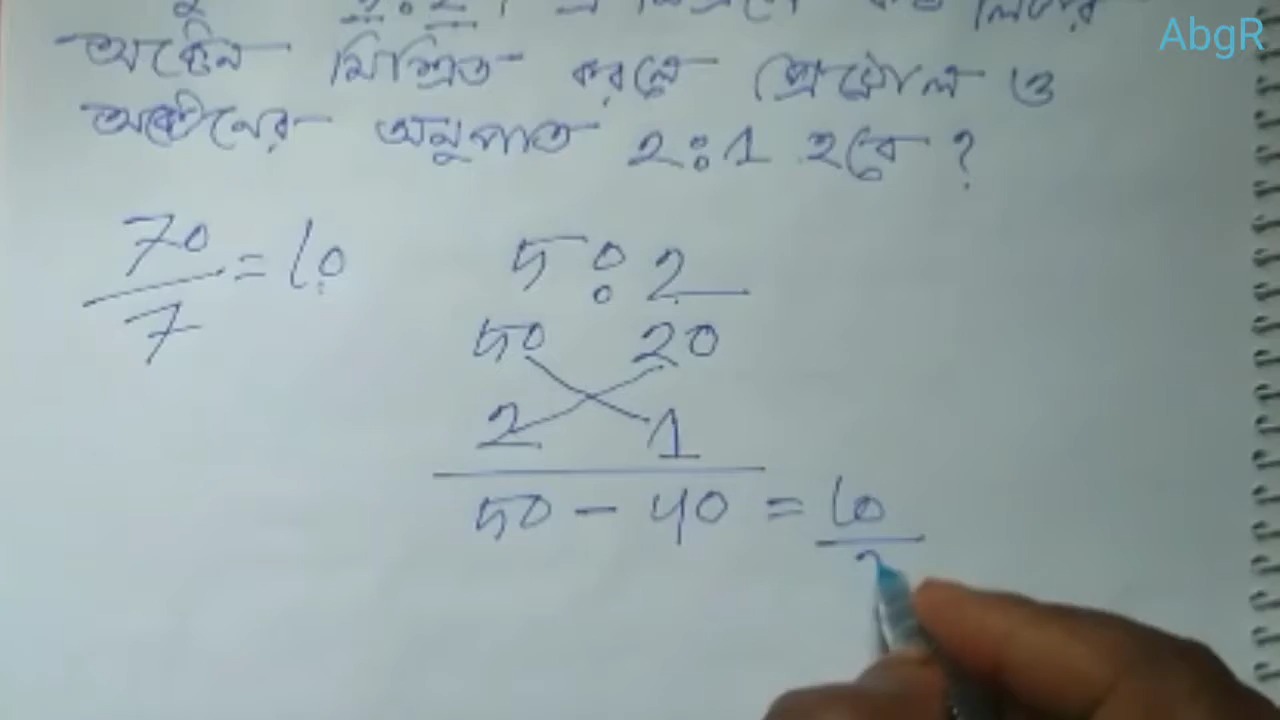 AbgR
অকটেন মিশ্রিত করলে পেট্রোল ও
অকটেনের অনুপাত 2:1 হবে ?
70/7 = 10
5 : 2
50 20
2 1
50 - 40 = 10